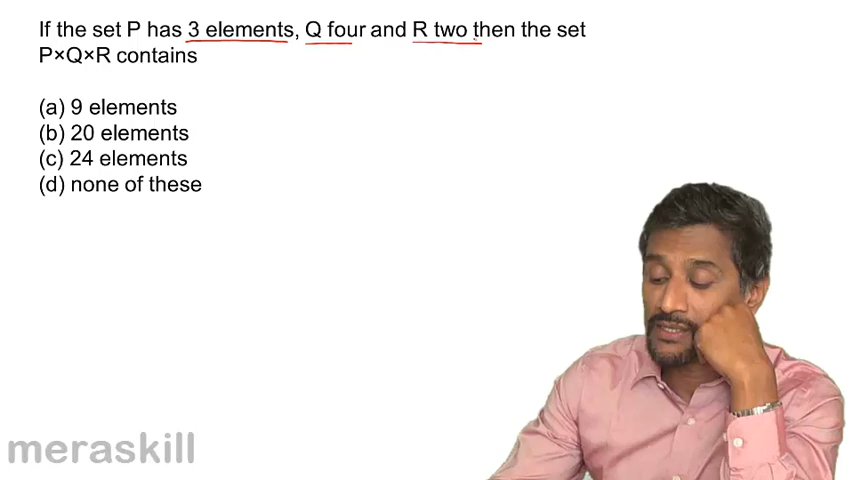 If the set P has 3 elements, Q four and R two then the set
P×Q×R contains
(a) 9 elements
(b) 20 elements
(c) 24 elements
(d) none of these
meraskill